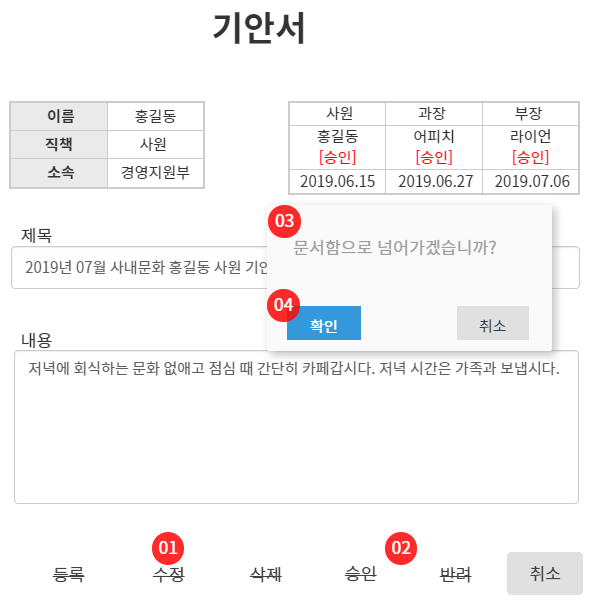 기안서
이름 홍길동
직책 사원
소속 경영지원부
사원 과장 부장
홍길동 어피치 라이언
[승인] [승인] [승인]
2019.06.15 2019.06.27 2019.07.06
제목
2019년 07월 사내문화 홍길동 사원 기안
03
문서함으로 넘어가겠습니까?
04
확인 취소
내용
저녁에 회식하는 문화 없애고 점심 때 간단히 카페갑시다. 저녁 시간은 가족과 보냅시다.
01 02
등록 수정 삭제 승인 반려 취소